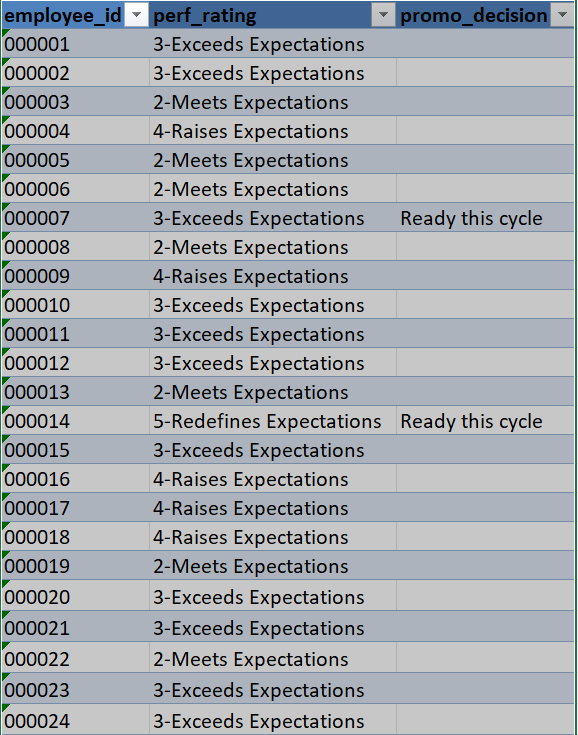 employee_id perf_rating promo_decision
000001 3-Exceeds Expectations
000002 3-Exceeds Expectations
000003 2-Meets Expectations
000004 4-Raises Expectations
000005 2-Meets Expectations
000006 2-Meets Expectations
000007 3-Exceeds Expectations Ready this cycle
000008 2-Meets Expectations
000009 4-Raises Expectations
000010 3-Exceeds Expectations
000011 3-Exceeds Expectations
000012 3-Exceeds Expectations
000013 2-Meets Expectations
000014 5-Redefines Expectations Ready this cycle
000015 3-Exceeds Expectations
000016 4-Raises Expectations
000017 4-Raises Expectations
000018 4-Raises Expectations
000019 2-Meets Expectations
000020 3-Exceeds Expectations
000021 3-Exceeds Expectations
000022 2-Meets Expectations
000023 3-Exceeds Expectations
000024 3-Exceeds Expectations